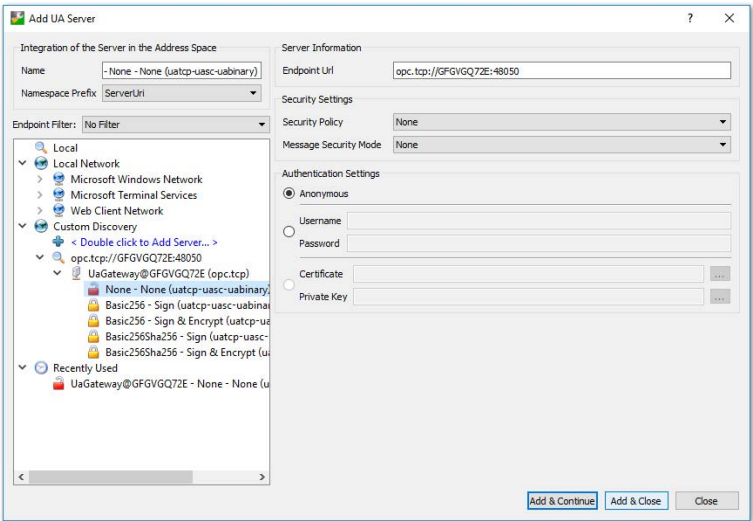 Add UA Server
Integration of the Server in the Address Space
Name - None - None (uatcp-uasc-uabinary)
Namespace Prefix ServerUri
Endpoint Filter: No Filter
Local
Local Network
Microsoft Windows Network
Microsoft Terminal Services
Web Client Network
Custom Discovery
< Double click to Add Server... >
opc.tcp://GFGVGQ72E:48050
UaGateway@GFGVGQ72E (opc.tcp)
None - None (uatcp-uasc-uabinary)
Basic256 - Sign (uatcp-uasc-uabina
Basic256 - Sign & Encrypt (uatcp-ua
Basic256Sha256 - Sign (uatcp-uasc-
Basic256Sha256 - Sign & Encrypt (ua
Recently Used
UaGateway@GFGVGQ72E - None - None (u
Server Information
Endpoint Url opc.tcp://GFGVGQ72E:48050
Security Settings
Security Policy None
Message Security Mode None
Authentication Settings
Anonymous
Username
Password
Certificate ...
Private Key ...
Add & Continue Add & Close Close